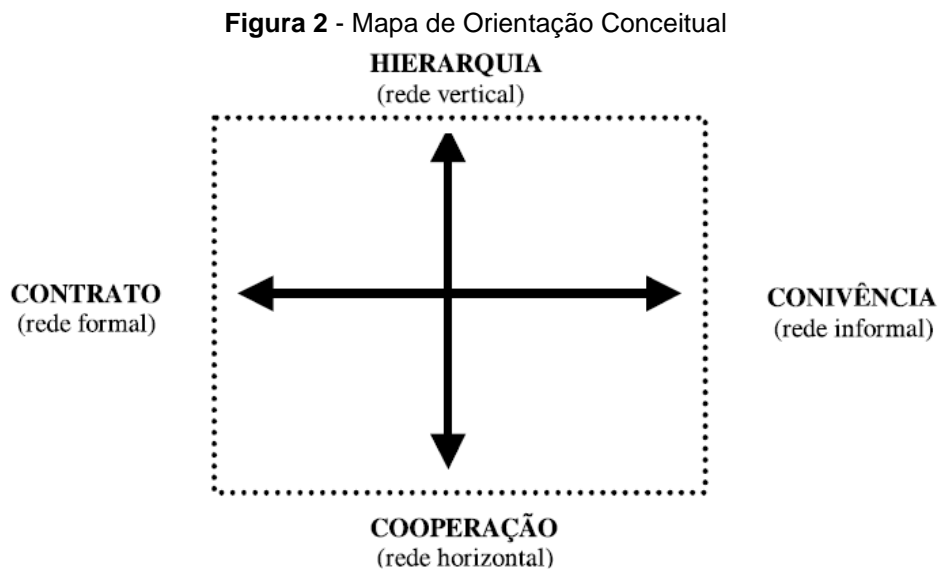 Figura 2 - Mapa de Orientação Conceitual
HIERARQUIA
(rede vertical)
CONTRATO
(rede formal)
CONIVÊNCIA
(rede informal)
COOPERAÇÃO
(rede horizontal)